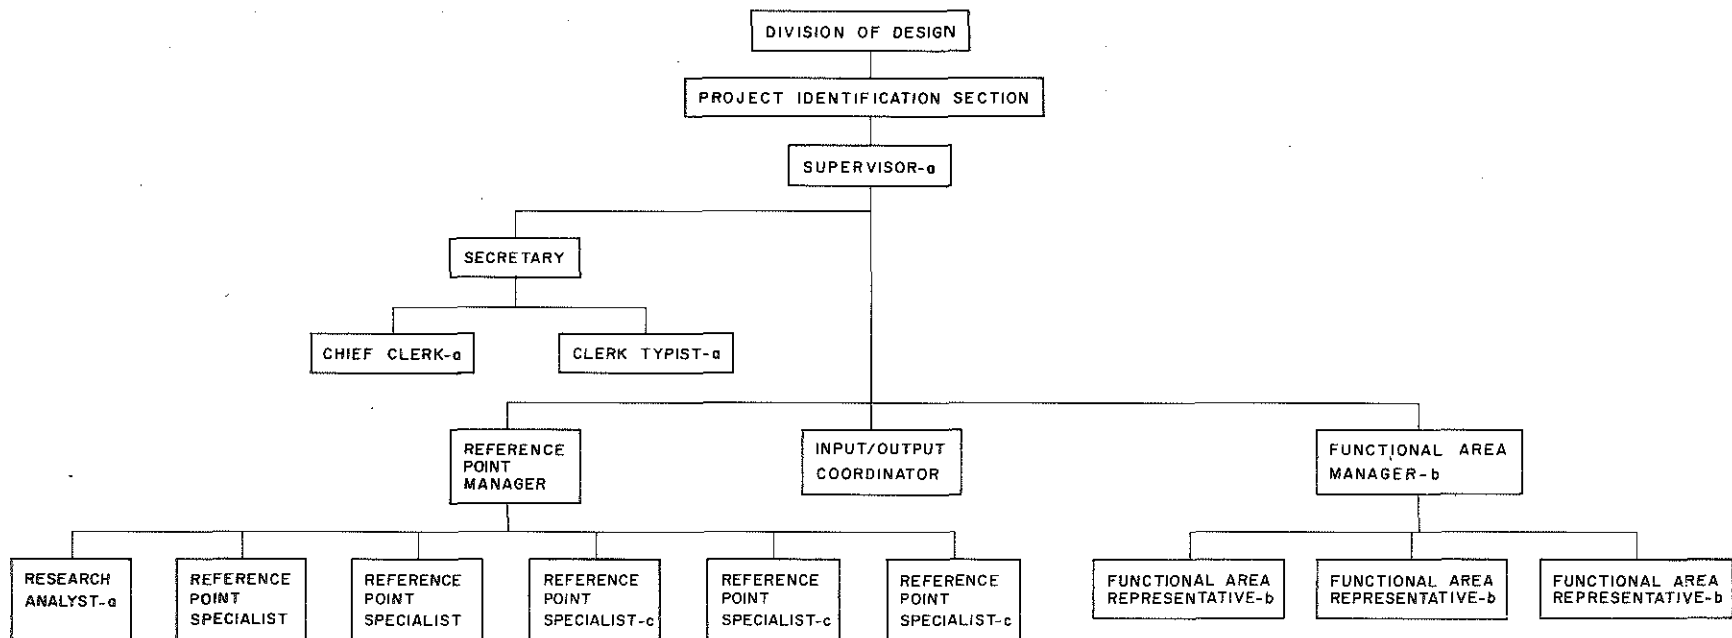 DIVISION OF DESIGN
PROJECT IDENTIFICATION SECTION
SUPERVISOR-a
SECRETARY
CHIEF CLERK-a
CLERK TYPIST-a
REFERENCE
POINT
MANAGER
INPUT/OUTPUT
COORDINATOR
FUNCTIONAL AREA
MANAGER-b
RESEARCH
ANALYST-a
REFERENCE
POINT
SPECIALIST
REFERENCE
POINT
SPECIALIST
REFERENCE
POINT
SPECIALIST-c
REFERENCE
POINT
SPECIALIST-c
REFERENCE
POINT
SPECIALIST-c
FUNCTIONAL AREA
REPRESENTATIVE-b
FUNCTIONAL AREA
REPRESENTATIVE-b
FUNCTIONAL AREA
REPRESENTATIVE-b